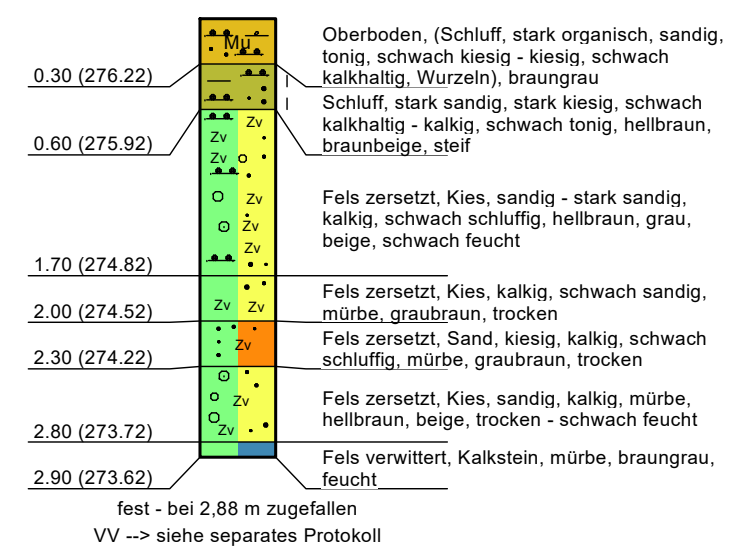 Mu
Oberboden, (Schluff, stark organisch, sandig,
tonig, schwach kiesig - kiesig, schwach
kalkhaltig, Wurzeln), braungrau
0.30 (276.22)
Schluff, stark sandig, stark kiesig, schwach
kalkhaltig - kalkig, schwach tonig, hellbraun,
braunbeige, steif
0.60 (275.92)
Zv
Zv
Zv
Zv
Zv
Zv
Fels zersetzt, Kies, sandig - stark sandig,
kalkig, schwach schluffig, hellbraun, grau,
beige, schwach feucht
1.70 (274.82)
Zv Zv
Fels zersetzt, Kies, kalkig, schwach sandig,
mürbe, graubraun, trocken
2.00 (274.52)
Zv
Fels zersetzt, Sand, kiesig, kalkig, schwach
schluffig, mürbe, graubraun, trocken
2.30 (274.22)
Zv
Zv
Fels zersetzt, Kies, sandig, kalkig, mürbe,
hellbraun, beige, trocken - schwach feucht
2.80 (273.72)
Fels verwittert, Kalkstein, mürbe, braungrau,
feucht
2.90 (273.62)
fest - bei 2,88 m zugefallen
VV --> siehe separates Protokoll